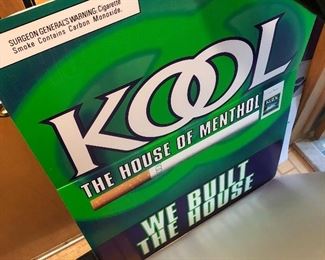 SURGEON GENERAL'S WARNING: Cigarette
Smoke Contains Carbon Monoxide.
KOOL
THE HOUSE OF MENTHOL
WE BUILT
THE HOUSE